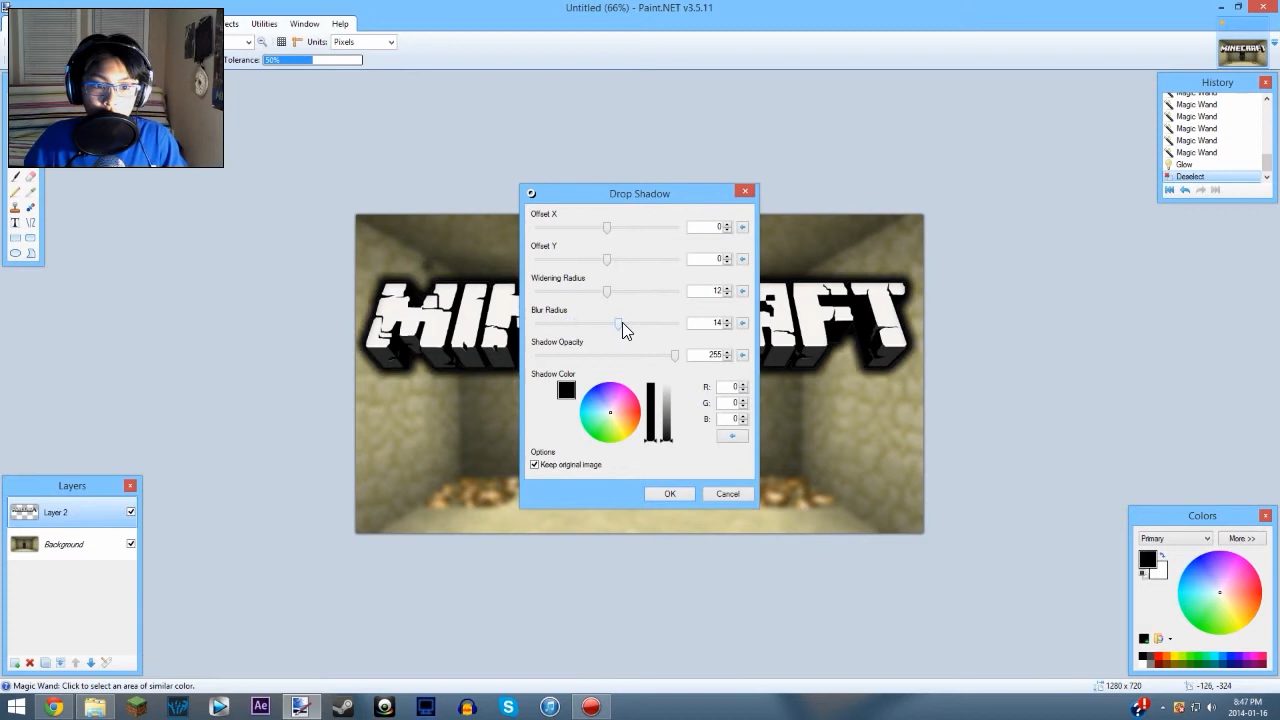 Untitled (66%) - Paint.NET v3.5.11
Utilities Window Help
Units: Pixels
Tolerance: 50%
MINECRAFT
History
Magic Wand
Magic Wand
Magic Wand
Magic Wand
Magic Wand
Magic Wand
Glow
Deselect
Drop Shadow
Offset X
0
Offset Y
0
Widening Radius
12
Blur Radius
14
Shadow Opacity
255
Shadow Color
R: 0
G: 0
B: 0
Options
Keep original image
OK Cancel
Layers
Layer 2
Background
Colors
Primary More >>
Magic Wand: Click to select an area of similar color.
1280 x 720 -126, -324
8:47 PM
2014-01-16